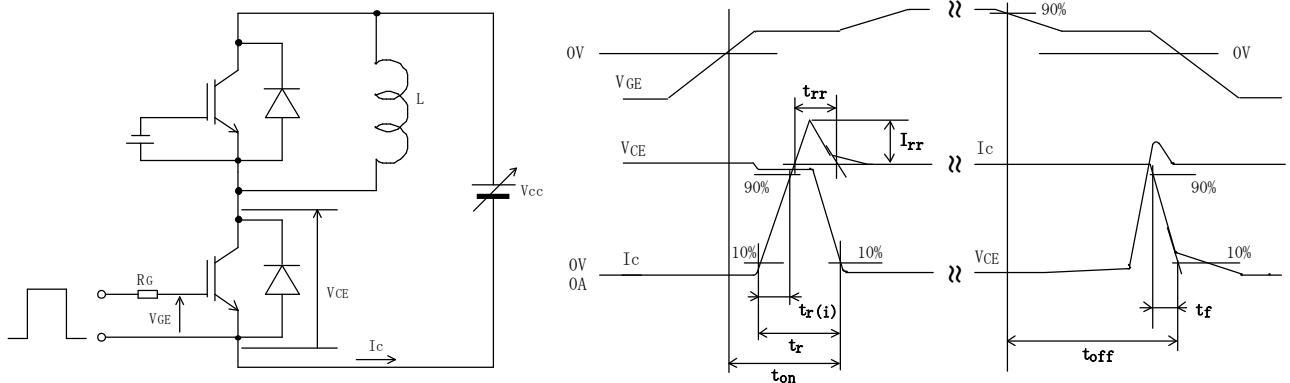 L
Vcc
RG
VGE
VCE
Ic
0V
VGE
trr
Irr
VCE
90%
Ic
10%
10%
0V
0A
tr(i)
tr
ton
90%
0V
Ic
90%
VCE
10%
tf
toff